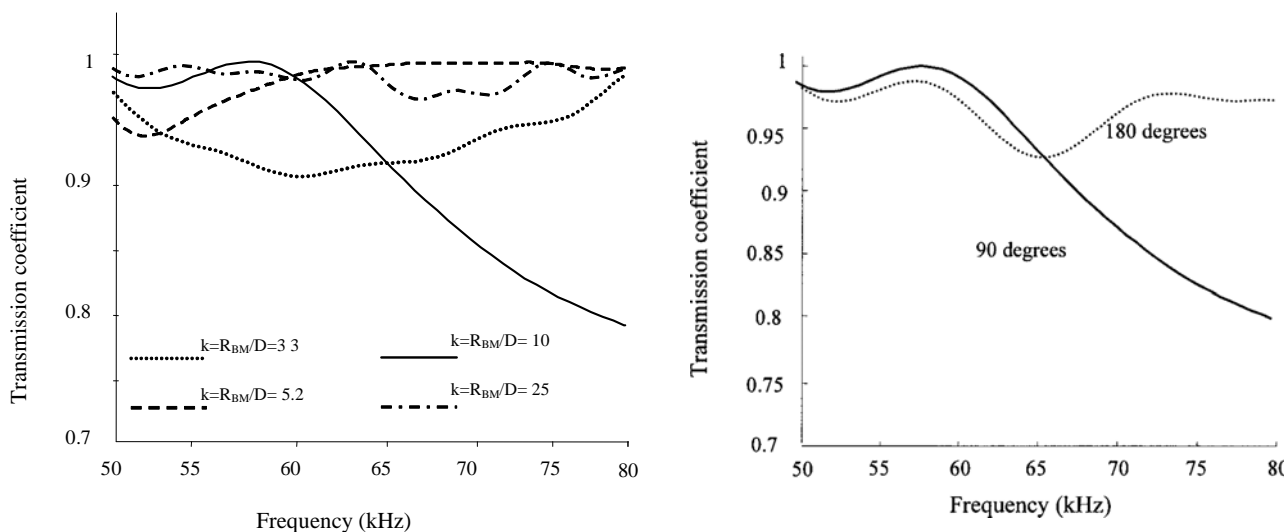 1
0.9
0.8
0.7
Transmission coefficient
k=R_BM/D=3 3
k=R_BM/D= 10
k=R_BM/D= 5.2
k=R_BM/D= 25
50
60
65
70
75
80
Frequency (kHz)
1
0.95
0.9
0.85
0.8
0.75
0.7
Transmission coefficient
180 degrees
90 degrees
50
55
60
65
70
75
80
Frequency (kHz)